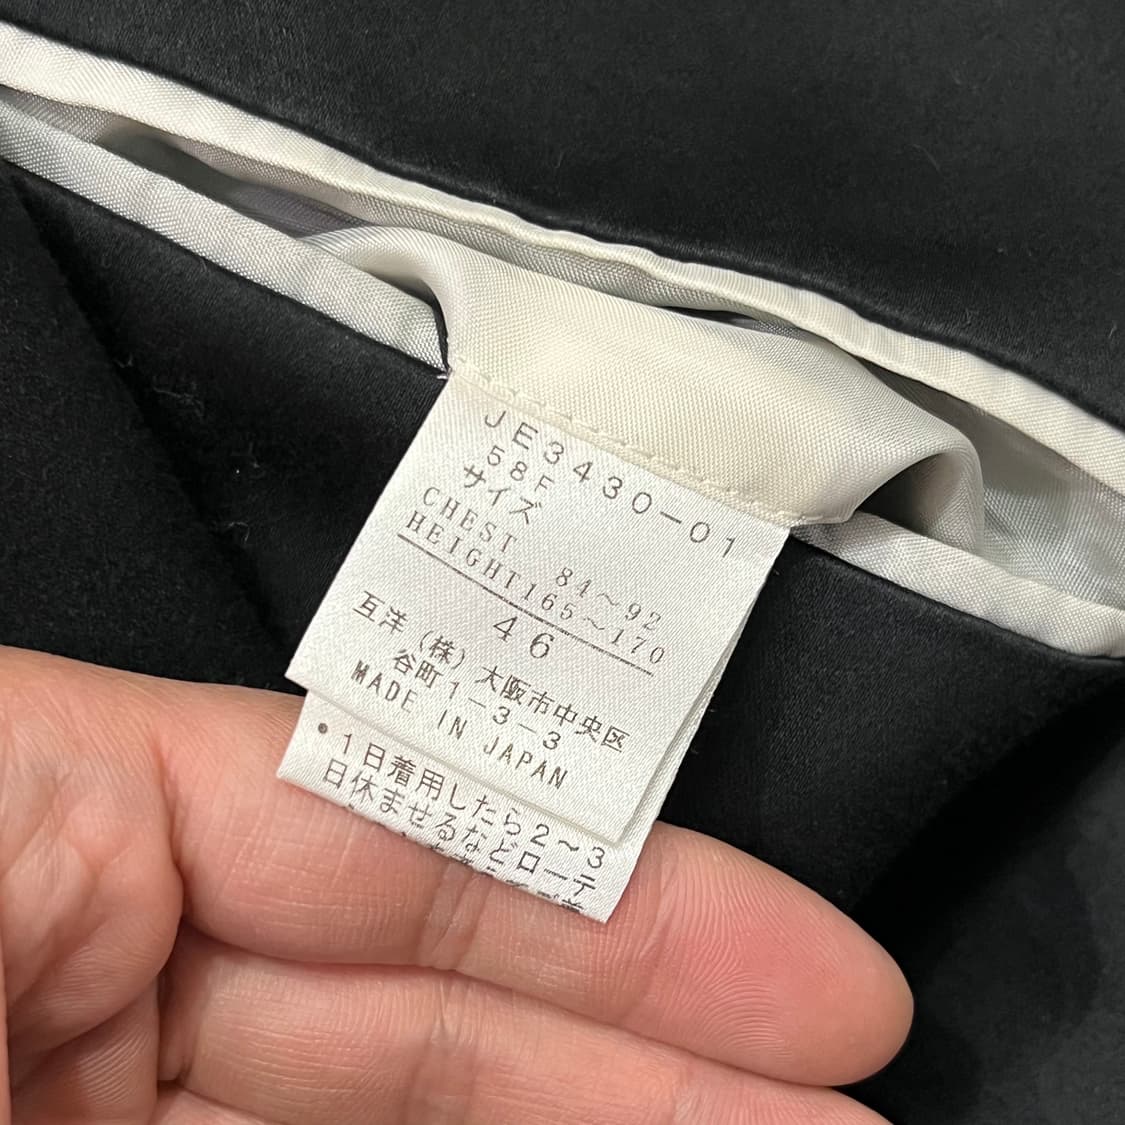 JE3430-01
58F
サイズ
CHEST 84～92
HEIGHT165～170
46
互洋（株）大阪市中央区
谷町1-3-3
MADE IN JAPAN
•1日着用したら2～3
日休ませるなどローテ